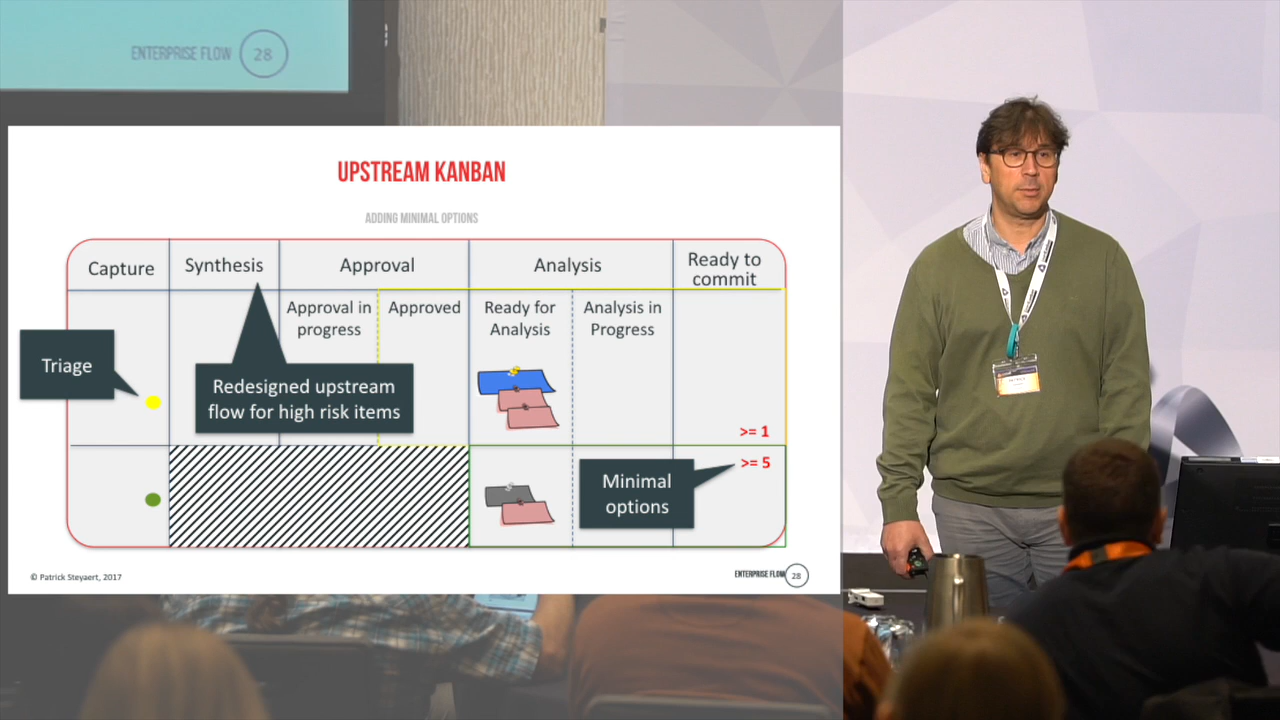 ENTERPRISE FLOW 28
UPSTREAM KANBAN
ADDING MINIMAL OPTIONS
Capture
Synthesis
Approval
Analysis
Ready to
commit
Approval in
progress
Approved
Ready for
Analysis
Analysis in
Progress
Triage
Redesigned upstream
flow for high risk items
>= 1
>= 5
Minimal
options
© Patrick Steyaert, 2017
ENTERPRISE FLOW 28